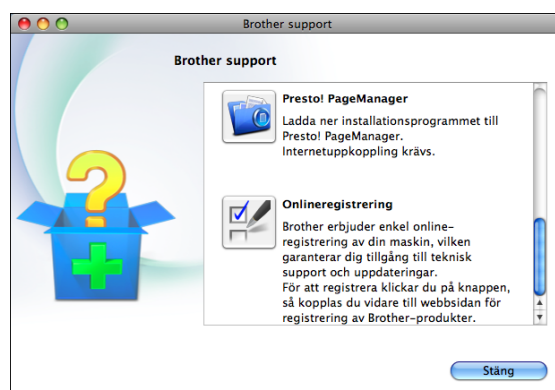 Brother support
Brother support
Presto! PageManager
Ladda ner installationsprogrammet till
Presto! PageManager.
Internetuppkoppling krävs.
Onlineregistrering
Brother erbjuder enkel online-
registrering av din maskin, vilken
garanterar dig tillgång till teknisk
support och uppdateringar.
För att registrera klickar du på knappen,
så kopplas du vidare till webbsidan för
registrering av Brother-produkter.
Stäng